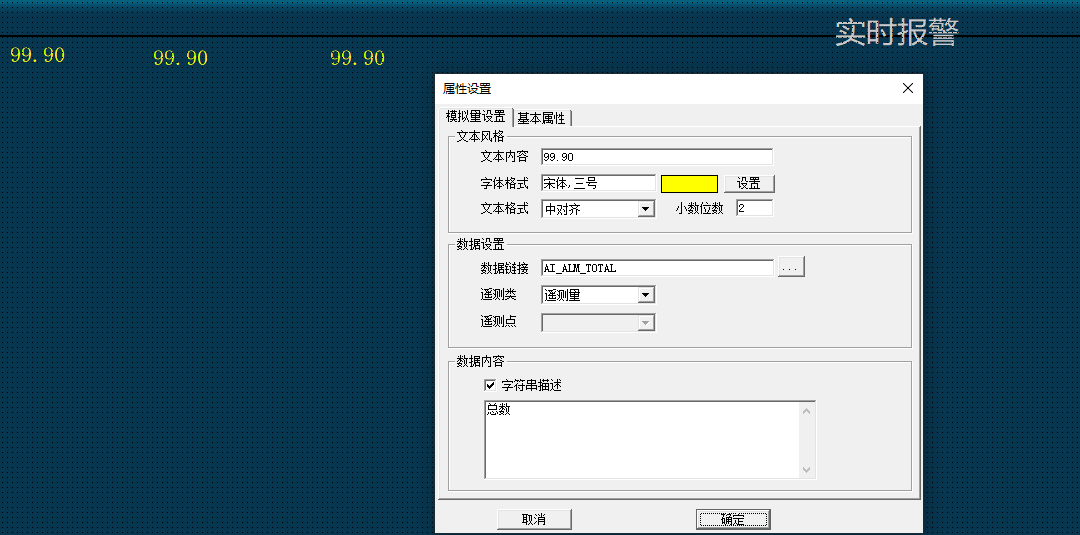 实时报警
99.90 99.90 99.90
属性设置
模拟量设置 基本属性
文本风格
文本内容 99.90
字体格式 宋体,三号 设置
文本格式 中对齐 小数位数 2
数据设置
数据链接 AI_ALM_TOTAL ...
遥测类 遥测量
遥测点
数据内容
字符串描述
总数
取消 确定